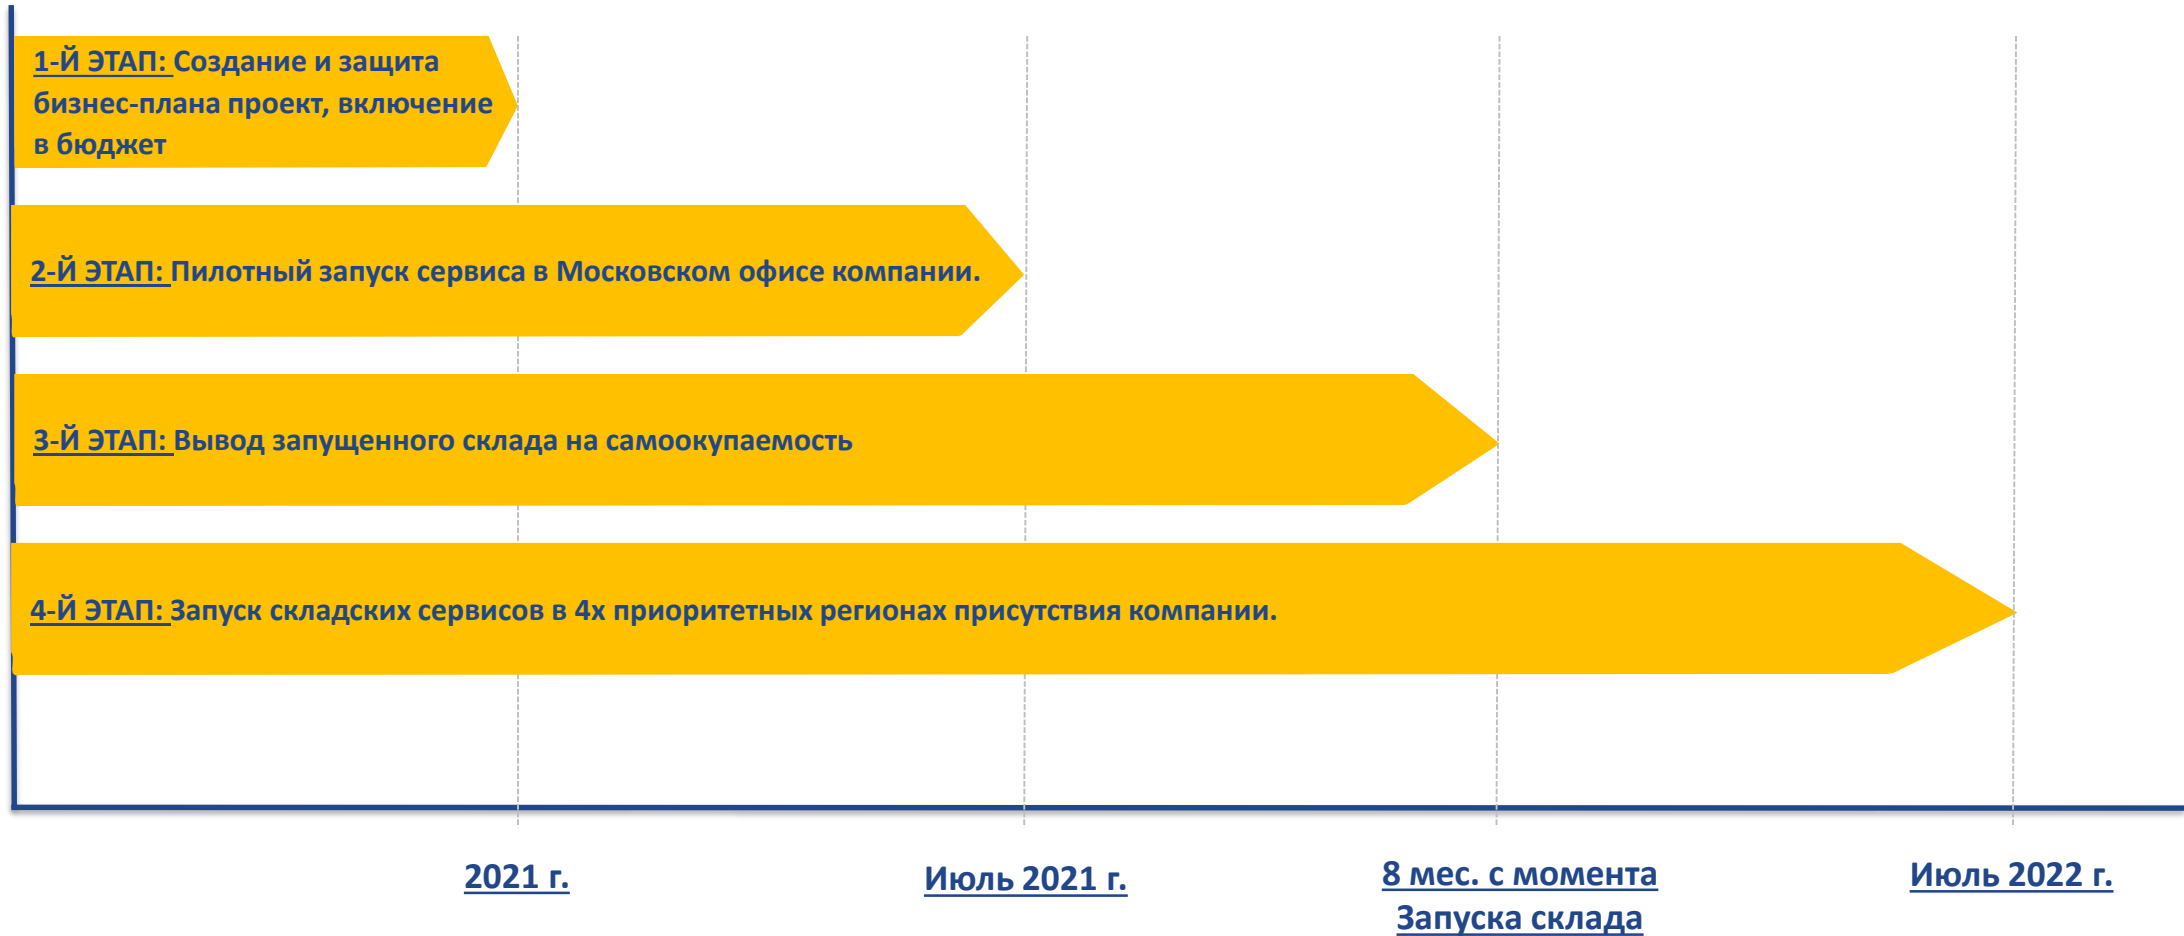 1-Й ЭТАП: Создание и защита
бизнес-плана проект, включение
в бюджет
2-Й ЭТАП: Пилотный запуск сервиса в Московском офисе компании.
3-Й ЭТАП: Вывод запущенного склада на самоокупаемость
4-Й ЭТАП: Запуск складских сервисов в 4х приоритетных регионах присутствия компании.
2021 г.
Июль 2021 г.
8 мес. с момента
Запуска склада
Июль 2022 г.